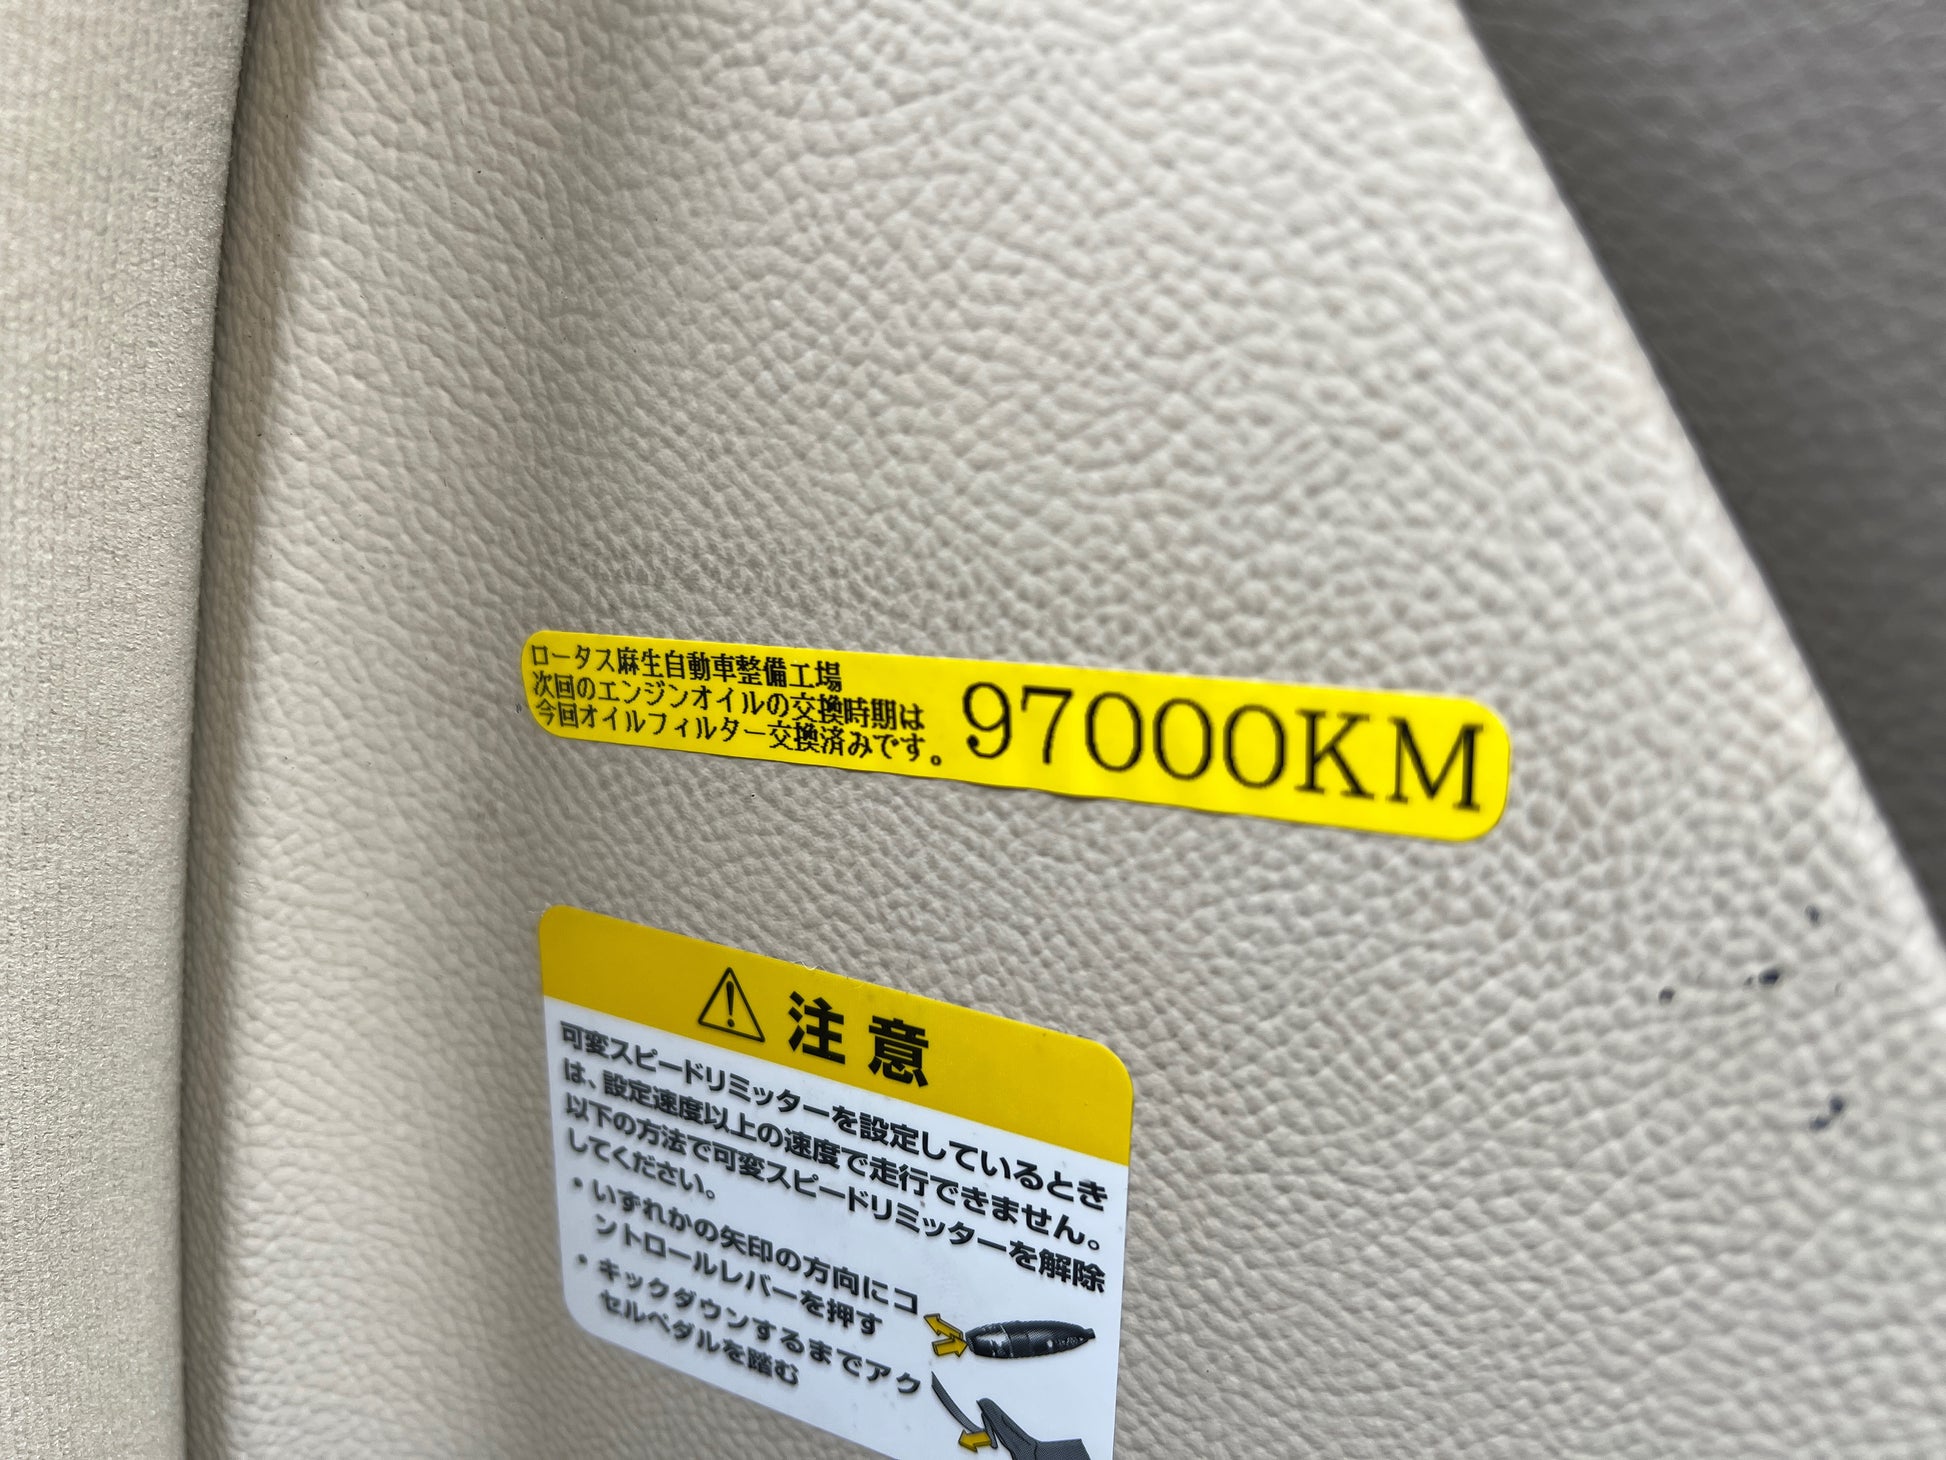 ロータス麻生自動車整備工場
次回のエンジンオイルの交換時期は
今回オイルフィルター交換済みです。
97000KM
注意
可変スピードリミッターを設定しているとき
は、設定速度以上の速度で走行できません。
以下の方法で可変スピードリミッターを解除
してください。
・いずれかの矢印の方向にコ
ントロールレバーを押す
・キックダウンするまでアク
セルペダルを踏む